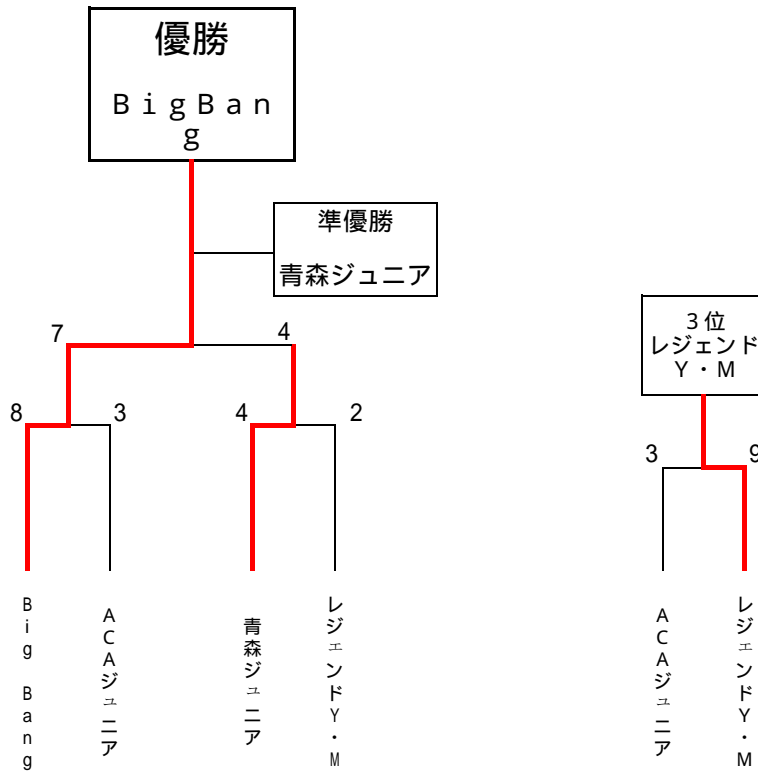 優勝
ＢｉｇＢａｎ
ｇ
準優勝
青森ジュニア
7
4
３位
レジェンド
Ｙ・Ｍ
8
3
4
2
3
9
Ｂｉｇ Ｂａｎｇ
ＡＣＡジュニア
青森ジュニア
レジェンドＹ・Ｍ
ＡＣＡジュニア
レジェンドＹ・Ｍ